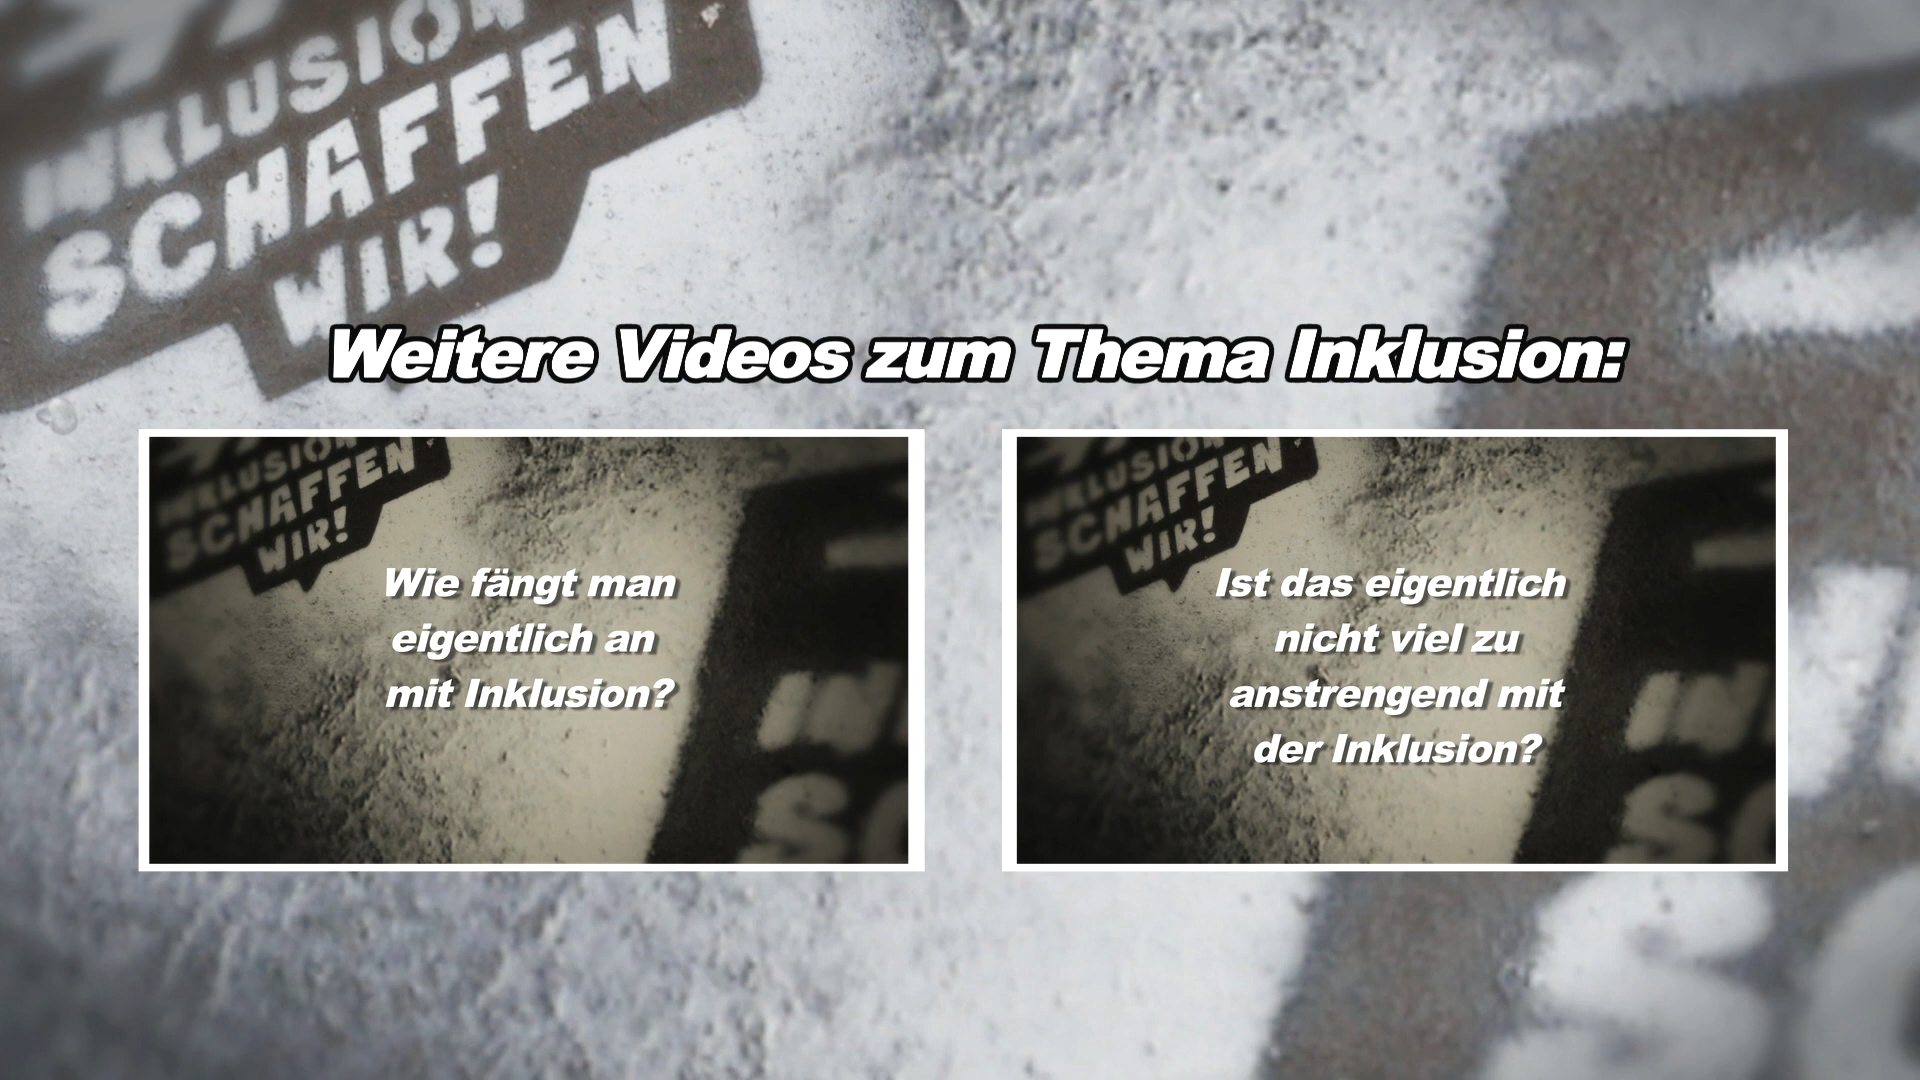 INKLUSION
SCHAFFEN
WIR!
Weitere Videos zum Thema Inklusion:
INKLUSION
SCHAFFEN
WIR!
Wie fängt man
eigentlich an
mit Inklusion?
INKLUSION
SCHAFFEN
WIR!
Ist das eigentlich
nicht viel zu
anstrengend mit
der Inklusion?